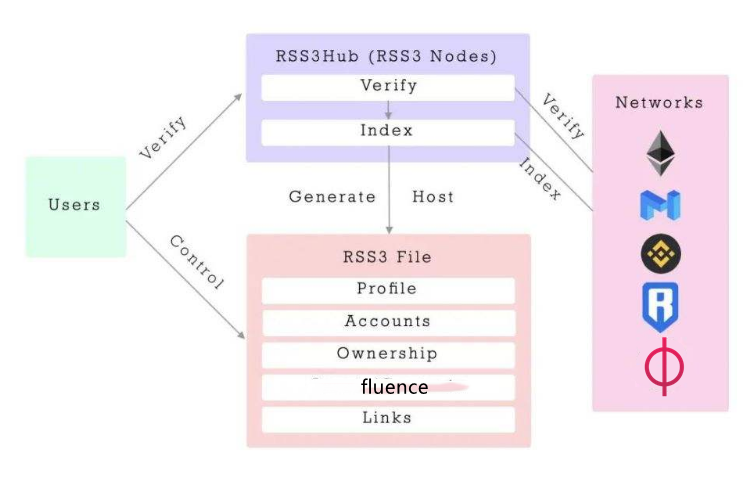 RSS3Hub (RSS3 Nodes)
Verify
Index
Networks
Verify
Verify
Index
Users
Generate Host
Control
RSS3 File
Profile
Accounts
Ownership
fluence
Links